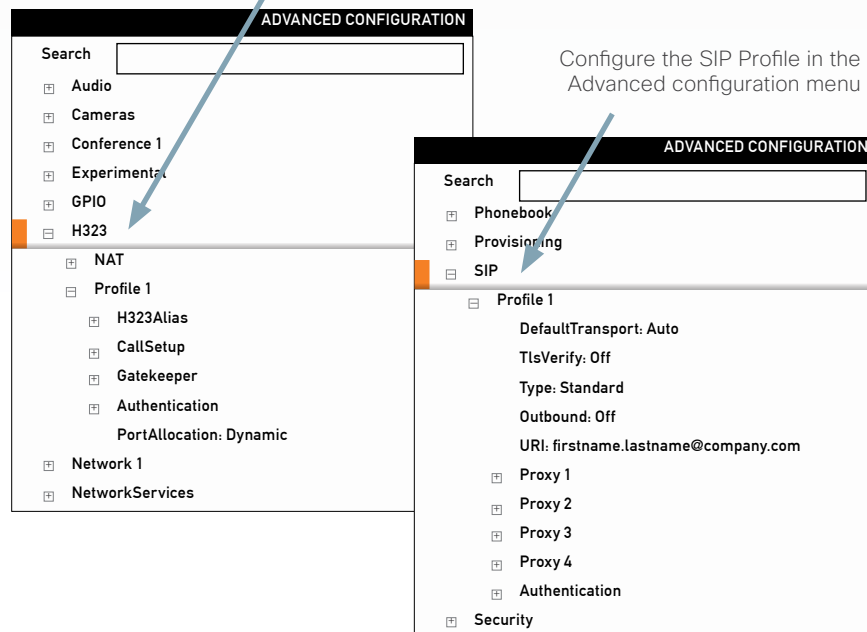 ADVANCED CONFIGURATION
Search
Audio
Cameras
Conference 1
Experimental
GPIO
H323
NAT
Profile 1
H323Alias
CallSetup
Gatekeeper
Authentication
PortAllocation: Dynamic
Network 1
NetworkServices
Configure the SIP Profile in the
Advanced configuration menu
ADVANCED CONFIGURATION
Search
Phonebook
Provisioning
SIP
Profile 1
DefaultTransport: Auto
TlsVerify: Off
Type: Standard
Outbound: Off
URI: firstname.lastname@company.com
Proxy 1
Proxy 2
Proxy 3
Proxy 4
Authentication
Security